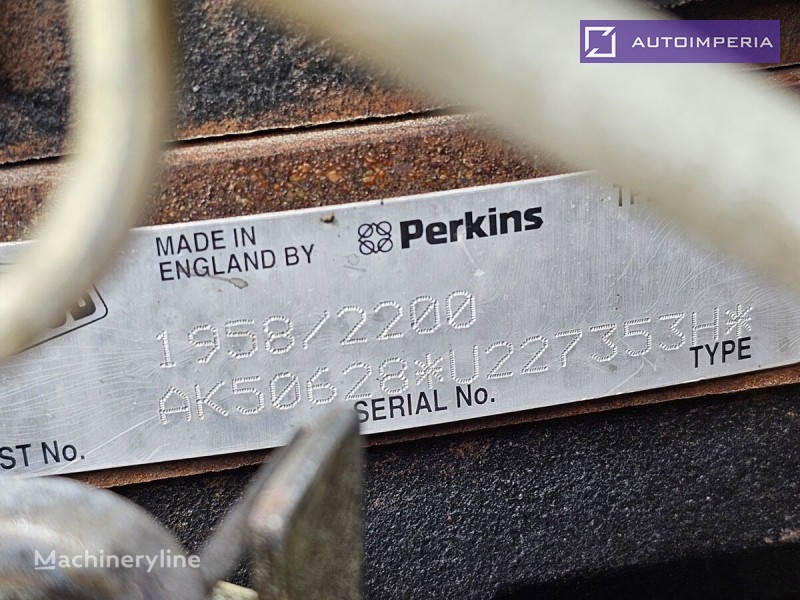 AUTOIMPERIA
MADE IN
ENGLAND BY
Perkins
1958/2200
AK50628*U227353H*
TYPE
SERIAL No.
ST No.
Machineryline